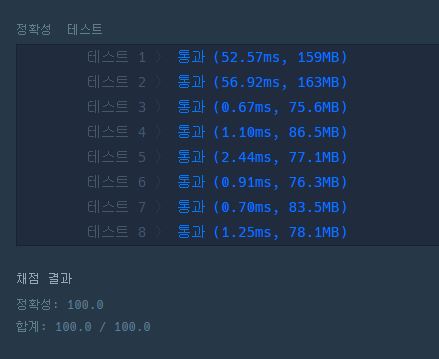 정확성  테스트
테스트 1 〉 통과 (52.57ms, 159MB)
테스트 2 〉 통과 (56.92ms, 163MB)
테스트 3 〉 통과 (0.67ms, 75.6MB)
테스트 4 〉 통과 (1.10ms, 86.5MB)
테스트 5 〉 통과 (2.44ms, 77.1MB)
테스트 6 〉 통과 (0.91ms, 76.3MB)
테스트 7 〉 통과 (0.70ms, 83.5MB)
테스트 8 〉 통과 (1.25ms, 78.1MB)
채점 결과
정확성: 100.0
합계: 100.0 / 100.0